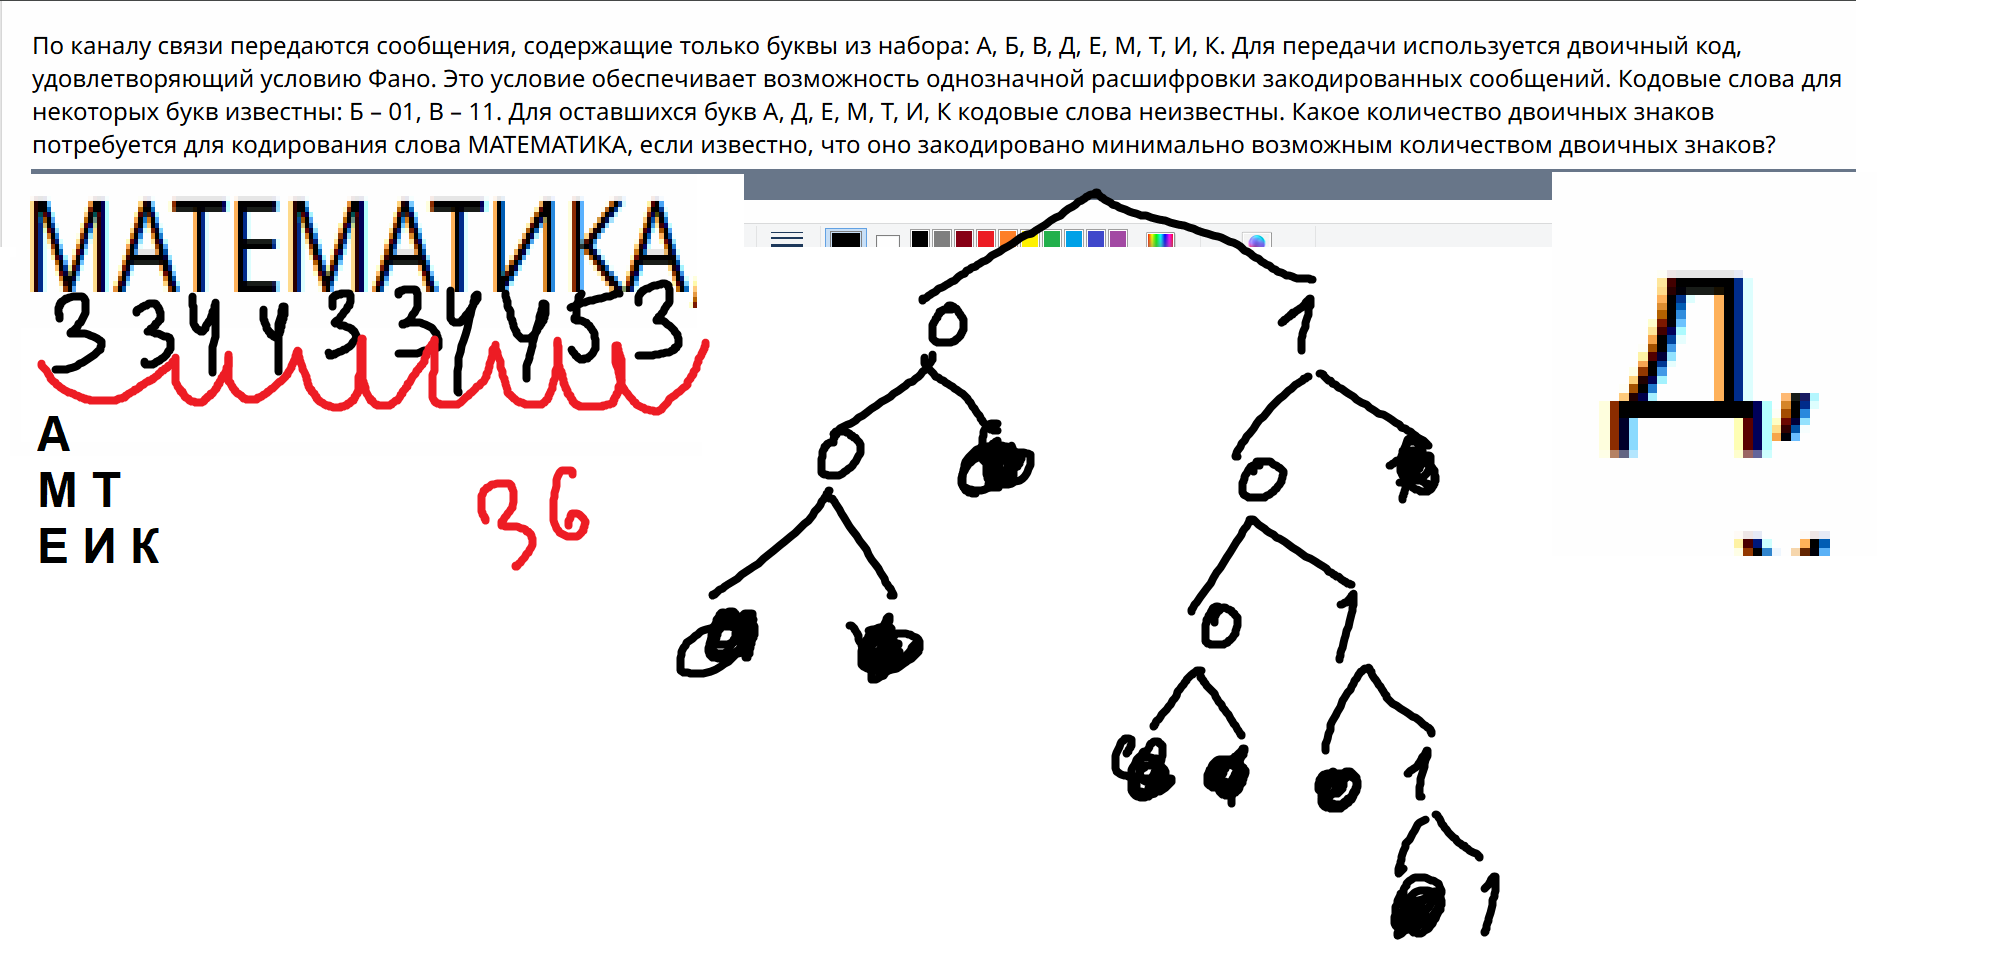 По каналу связи передаются сообщения, содержащие только буквы из набора: А, Б, В, Д, Е, М, Т, И, К. Для передачи используется двоичный код,
удовлетворяющий условию Фано. Это условие обеспечивает возможность однозначной расшифровки закодированных сообщений. Кодовые слова для
некоторых букв известны: Б – 01, В – 11. Для оставшихся букв А, Д, Е, М, Т, И, К кодовые слова неизвестны. Какое количество двоичных знаков
потребуется для кодирования слова МАТЕМАТИКА, если известно, что оно закодировано минимально возможным количеством двоичных знаков?
МАТЕМАТИКА,
3 3 4 4 3 3 4 4 5 3
А
М Т
Е И К
36
0 1
0 0
0 1
1
1
Д,